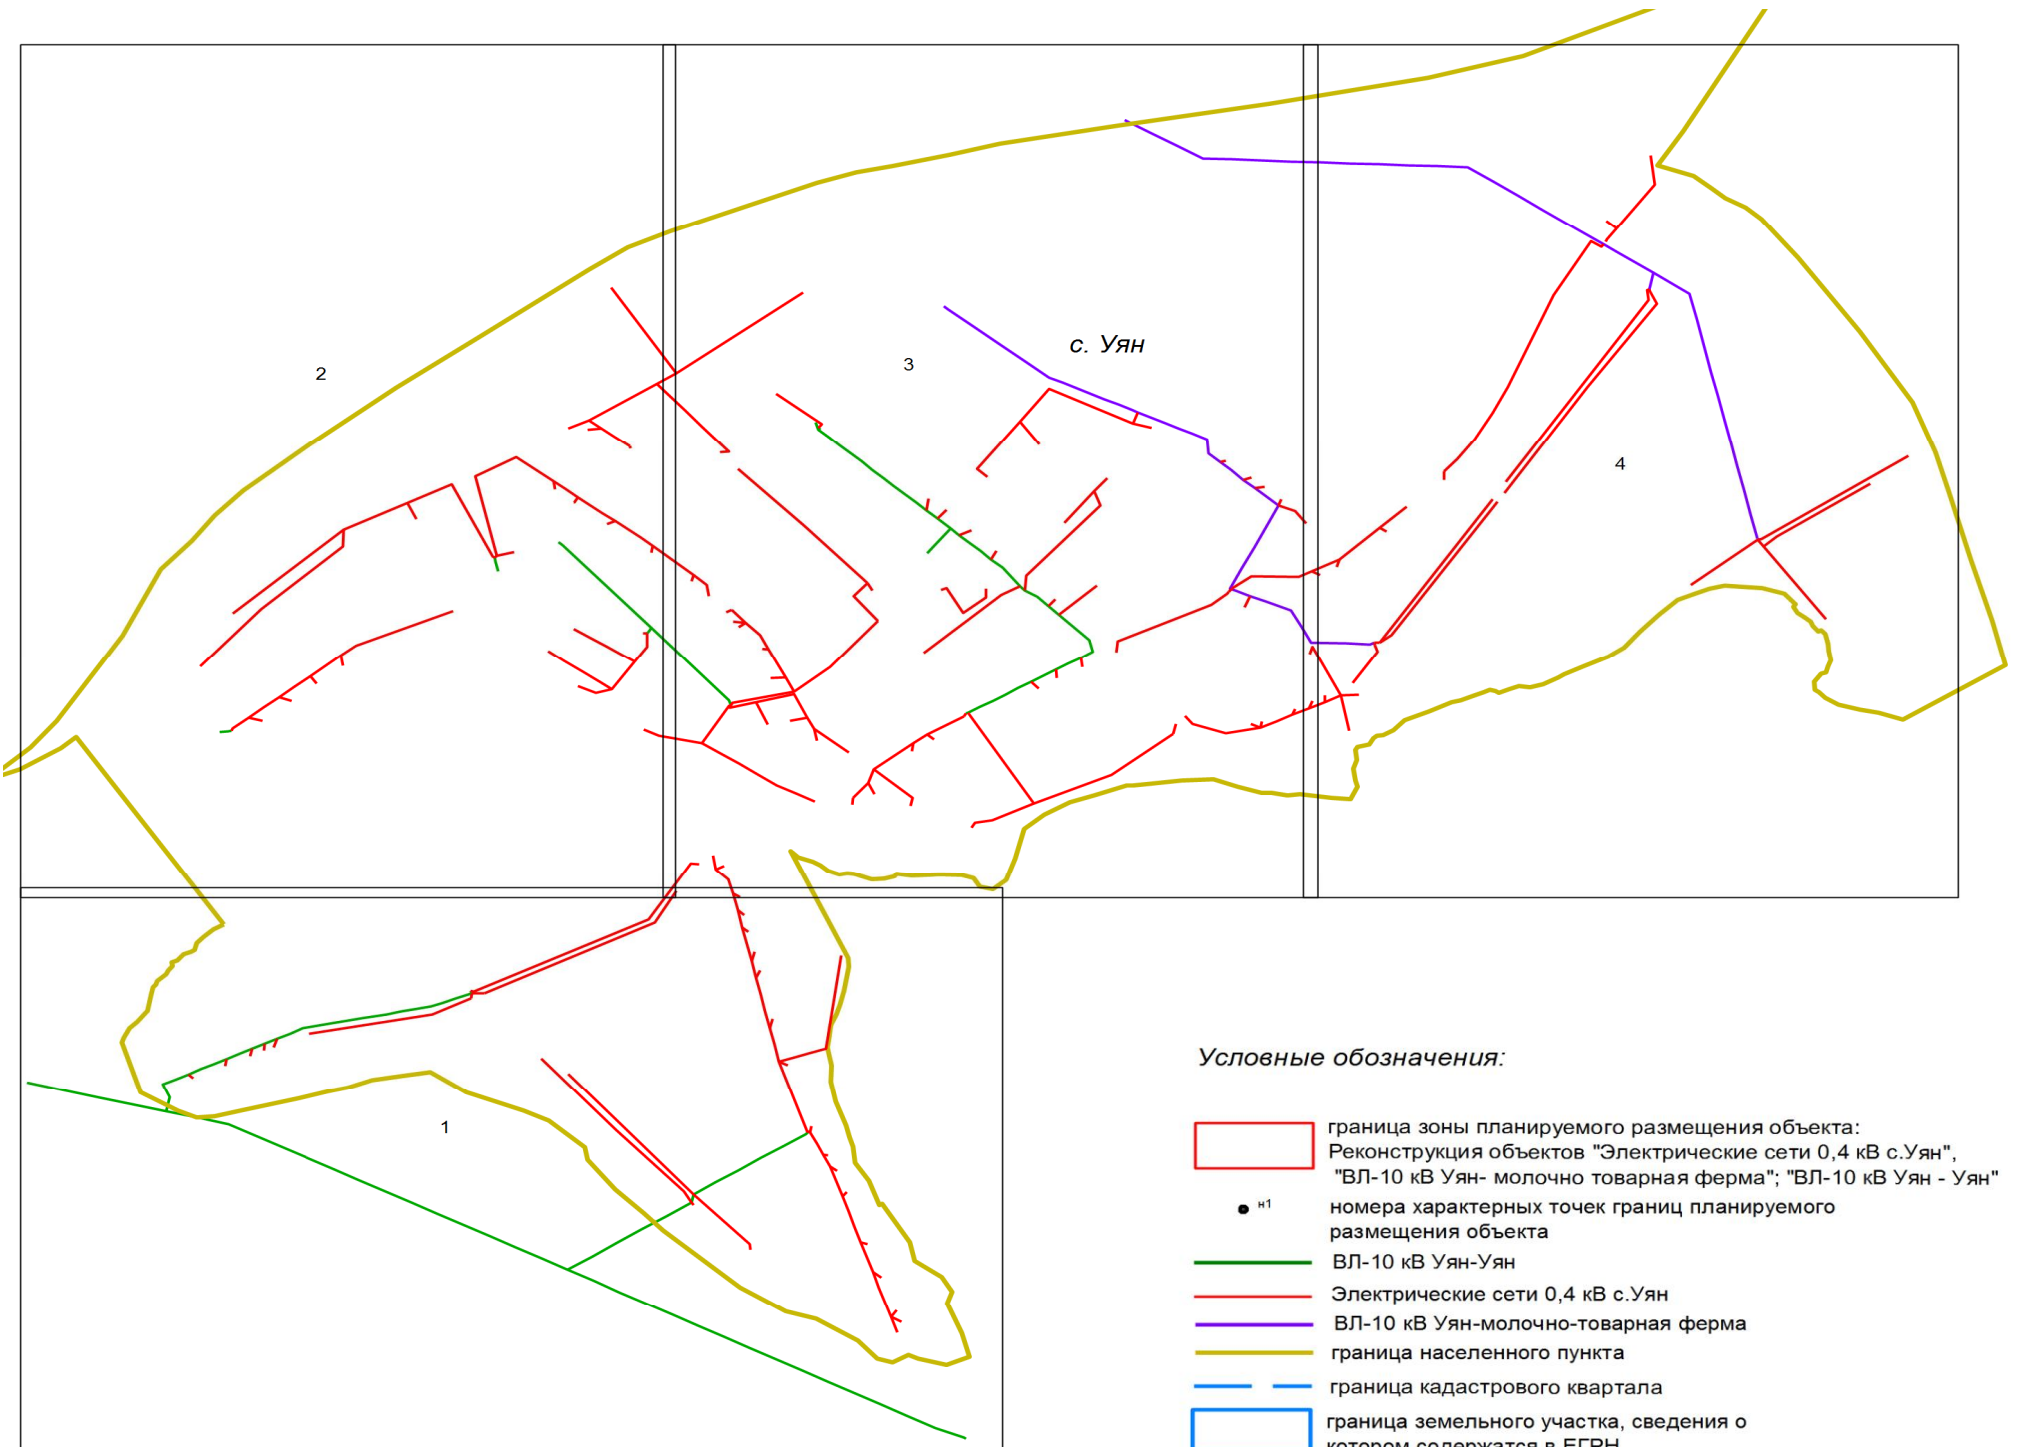 с. Уян
2
3
4
1
Условные обозначения:
граница зоны планируемого размещения объекта:
Реконструкция объектов "Электрические сети 0,4 кВ с.Уян",
"ВЛ-10 кВ Уян- молочно товарная ферма"; "ВЛ-10 кВ Уян - Уян"
н1 номера характерных точек границ планируемого
размещения объекта
ВЛ-10 кВ Уян-Уян
Электрические сети 0,4 кВ с.Уян
ВЛ-10 кВ Уян-молочно-товарная ферма
граница населенного пункта
граница кадастрового квартала
граница земельного участка, сведения о
котором содержатся в ЕГРН